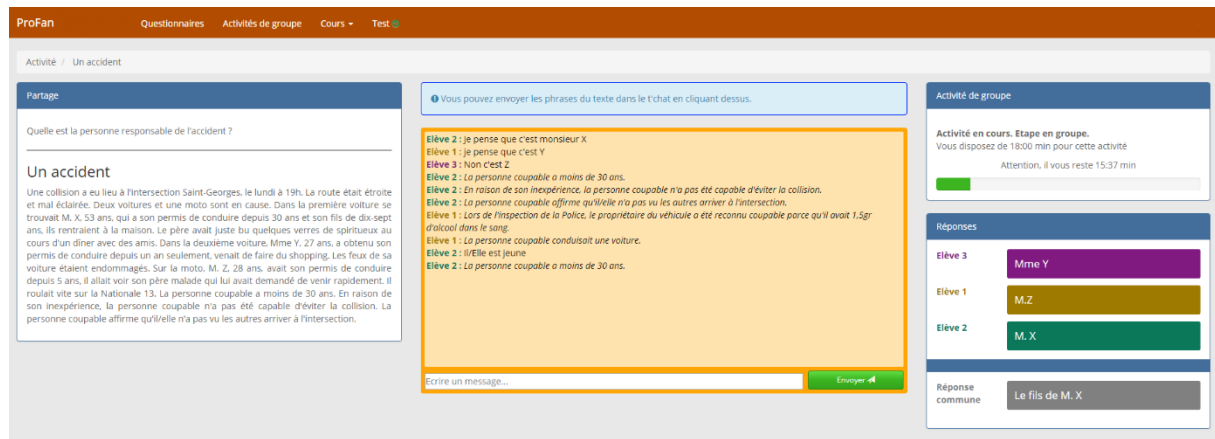 ProFan Questionnaires Activités de groupe Cours Test
Activité / Un accident
Partage
Quelle est la personne responsable de l'accident ?
Un accident
Une collision a eu lieu à l'intersection Saint-Georges, le lundi à 19h. La route était étroite
et mal éclairée. Deux voitures et une moto sont en cause. Dans la première voiture se
trouvait M. X, 53 ans, qui a son permis de conduire depuis 30 ans et son fils de dix-sept
ans, ils rentraient à la maison. Le père avait juste bu quelques verres de spiritueux au
cours d'un dîner avec des amis. Dans la deuxième voiture, Mme Y, 27 ans, a obtenu son
permis de conduire depuis un an seulement, venait de faire du shopping. Les feux de sa
voiture étaient endommagés. Sur la moto, M. Z, 28 ans, avait son permis de conduire
depuis 5 ans, il allait voir son père malade qui lui avait demandé de venir rapidement. Il
roulait vite sur la Nationale 13. La personne coupable a moins de 30 ans. En raison de
son inexpérience, la personne coupable n'a pas été capable d'éviter la collision. La
personne coupable affirme qu'il/elle n'a pas vu les autres arriver à l'intersection.
Vous pouvez envoyer les phrases du texte dans le t'chat en cliquant dessus.
Elève 2 : je pense que c'est monsieur X
Elève 1 : je pense que c'est Y
Elève 3 : Non c'est Z
Elève 2 : La personne coupable a moins de 30 ans.
Elève 2 : En raison de son inexpérience, la personne coupable n'a pas été capable d'éviter la collision.
Elève 2 : La personne coupable affirme qu'il/elle n'a pas vu les autres arriver à l'intersection.
Elève 1 : Lors de l'inspection de la Police, le propriétaire du véhicule a été reconnu coupable parce qu'il avait 1,5gr
d'alcool dans le sang.
Elève 1 : La personne coupable conduisait une voiture.
Elève 2 : Il/Elle est jeune
Elève 2 : La personne coupable a moins de 30 ans.
Ecrire un message...
Envoyer
Activité de groupe
Activité en cours. Etape en groupe.
Vous disposez de 18:00 min pour cette activité
Attention, il vous reste 15:37 min
Réponses
Elève 3 Mme Y
Elève 1 M.Z
Elève 2 M. X
Réponse
commune
Le fils de M. X